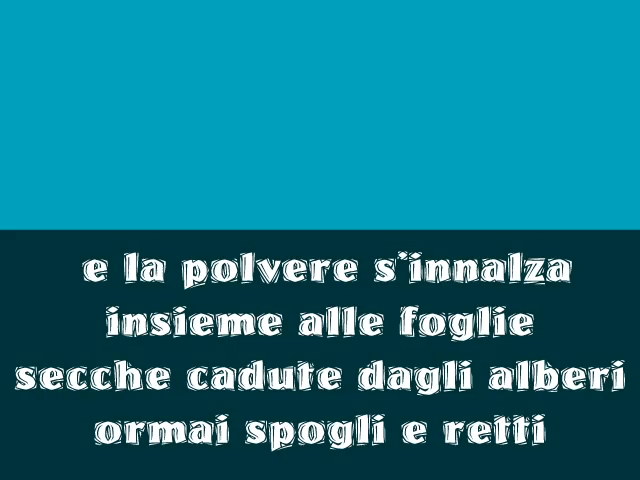 e la polvere s'innalza
insieme alle foglie
secche cadute dagli alberi
ormai spogli e retti